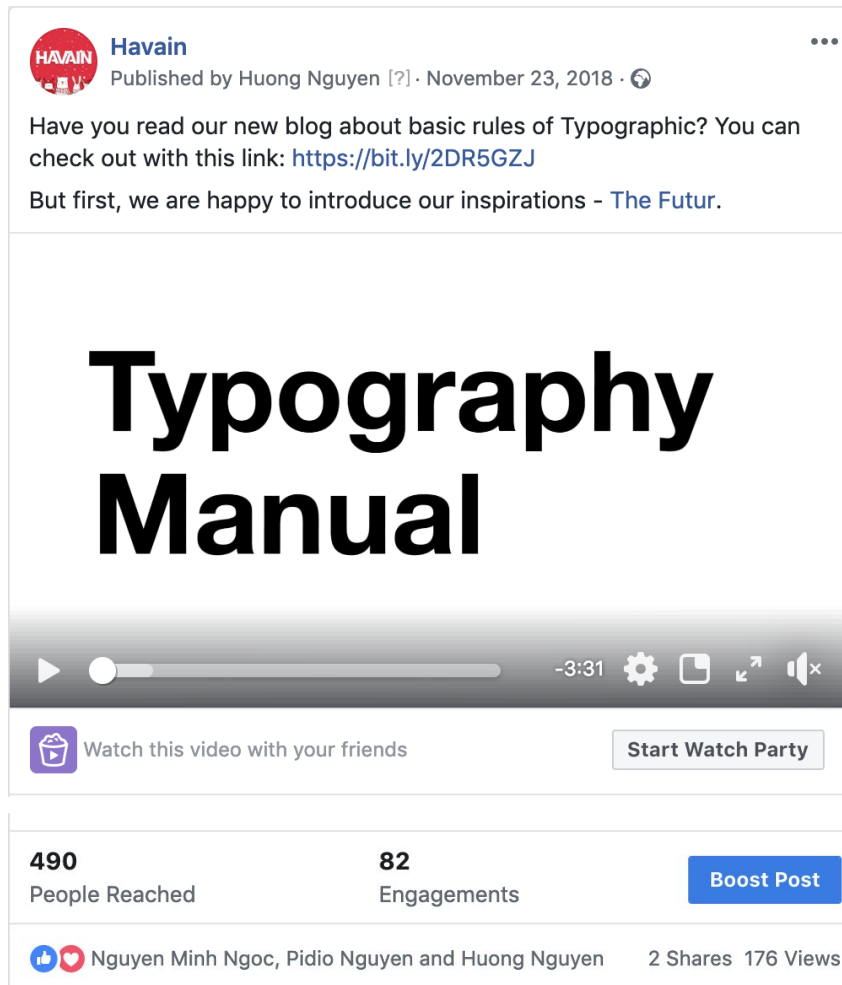 HAVAIN
Havain
Published by Huong Nguyen [?] · November 23, 2018 ·
Have you read our new blog about basic rules of Typographic? You can
check out with this link: https://bit.ly/2DR5GZJ
But first, we are happy to introduce our inspirations - The Futur.
Typography
Manual
-3:31
Watch this video with your friends
Start Watch Party
490
82
People Reached
Engagements
Boost Post
Nguyen Minh Ngoc, Pidio Nguyen and Huong Nguyen
2 Shares 176 Views